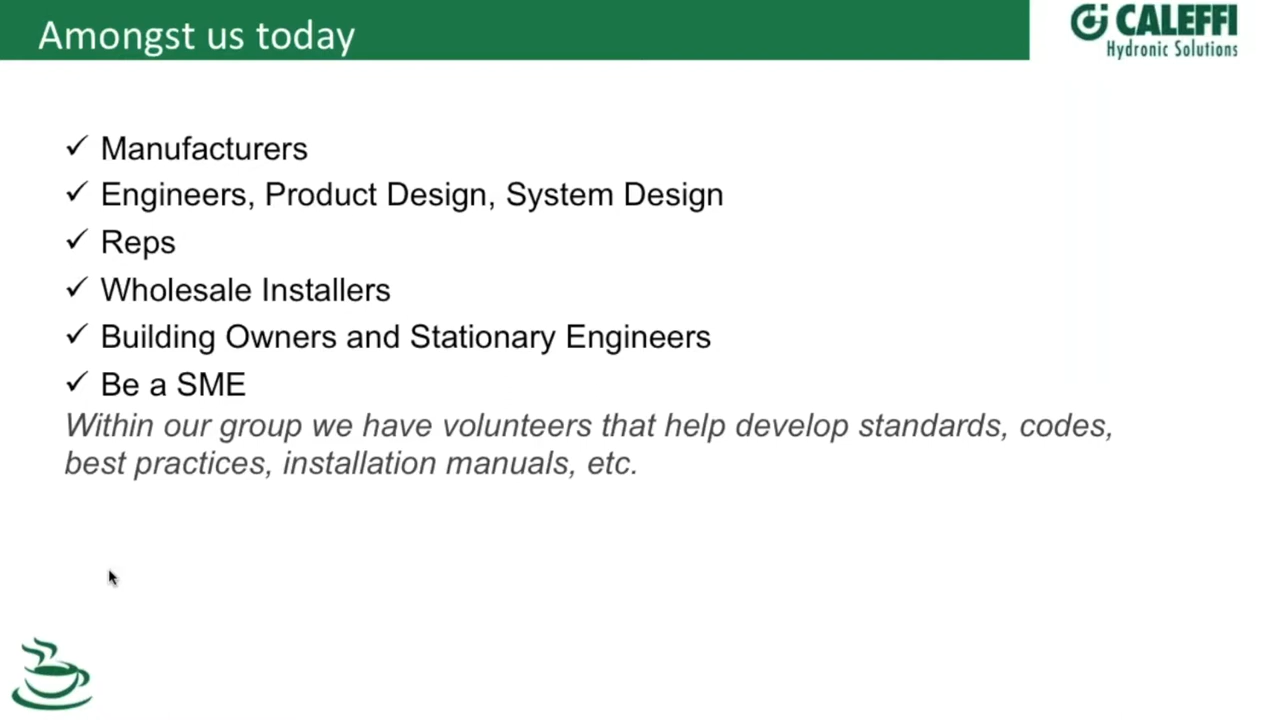 Amongst us today
CALEFFI
Hydronic Solutions
✓ Manufacturers
✓ Engineers, Product Design, System Design
✓ Reps
✓ Wholesale Installers
✓ Building Owners and Stationary Engineers
✓ Be a SME
Within our group we have volunteers that help develop standards, codes,
best practices, installation manuals, etc.